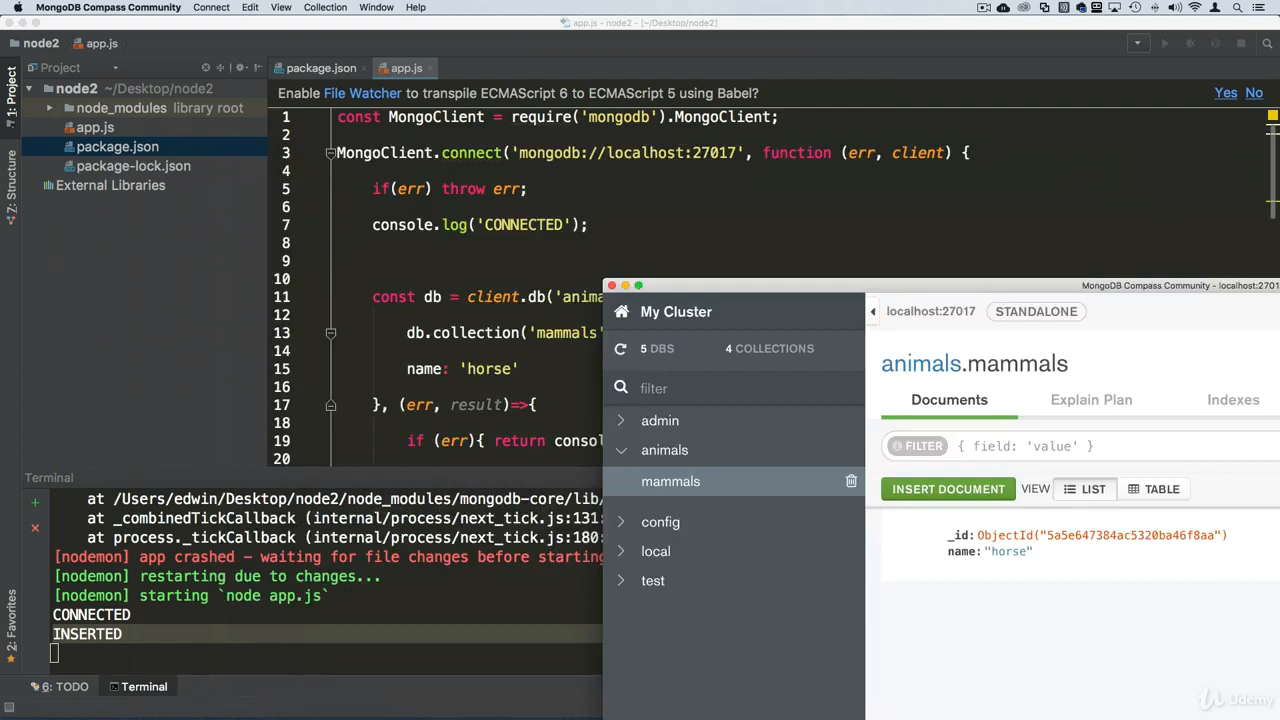 MongoDB Compass Community Connect Edit View Collection Window Help
app.js - node2 - [~/Desktop/node2]
node2 app.js
Project
package.json app.js
1: Project
node2 ~/Desktop/node2
node_modules library root
app.js
package.json
package-lock.json
External Libraries
7: Structure
2: Favorites
Enable File Watcher to transpile ECMAScript 6 to ECMAScript 5 using Babel? Yes No
1 const MongoClient = require('mongodb').MongoClient;
2
3 MongoClient.connect('mongodb://localhost:27017', function (err, client) {
4
5 if(err) throw err;
6
7 console.log('CONNECTED');
8
9
10
11 const db = client.db('anima
12
13 db.collection('mammals'
14
15 name: 'horse'
16
17 }, (err, result)=>{
18
19 if (err){ return conso
20
Terminal
at /Users/edwin/Desktop/node2/node_modules/mongodb-core/lib/
at _combinedTickCallback (internal/process/next_tick.js:131:
at process._tickCallback (internal/process/next_tick.js:180:
[nodemon] app crashed - waiting for file changes before starting
[nodemon] restarting due to changes...
[nodemon] starting `node app.js`
CONNECTED
INSERTED
6: TODO Terminal
MongoDB Compass Community - localhost:2701
My Cluster
5 DBS 4 COLLECTIONS
filter
admin
animals
mammals
config
local
test
localhost:27017 STANDALONE
animals.mammals
Documents Explain Plan Indexes
FILTER { field: 'value' }
INSERT DOCUMENT VIEW LIST TABLE
_id:ObjectId("5a5e647384ac5320ba46f8aa")
name:"horse"
Udemy